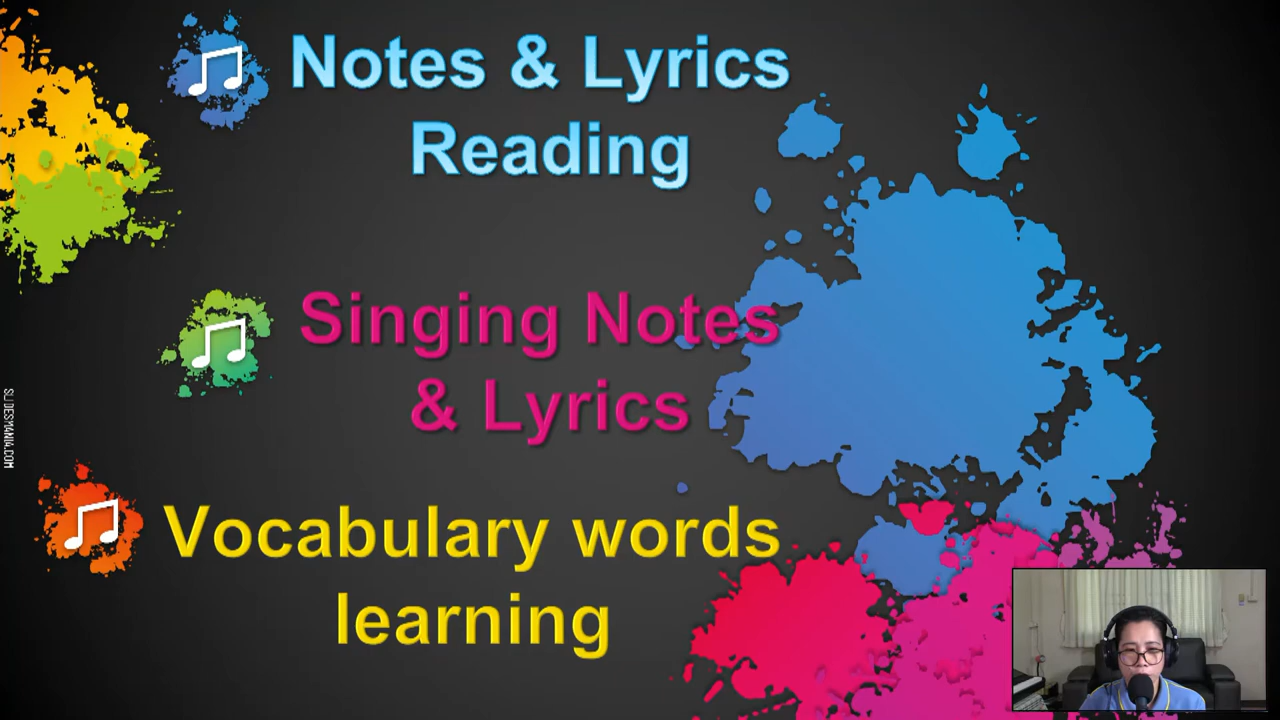 Notes & Lyrics
Reading
Singing Notes
& Lyrics
Vocabulary words
learning
SLIDESMANIA.COM